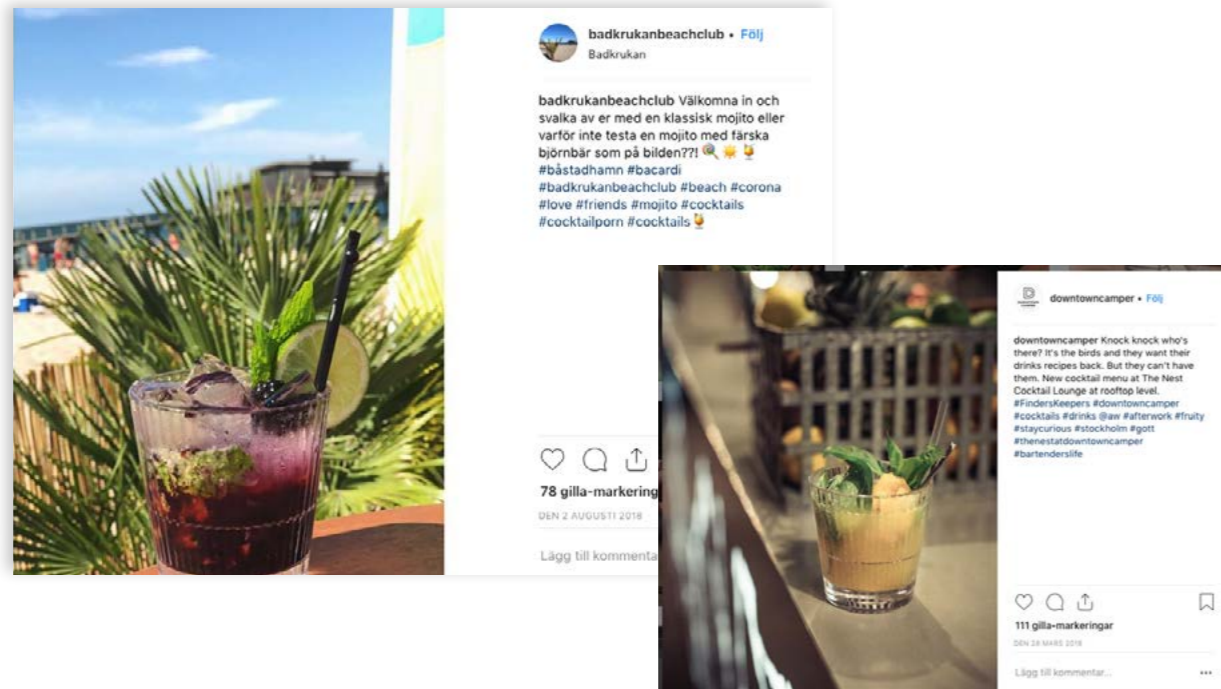 badkrukanbeachclub • Följ
Badkrukan
badkrukanbeachclub Välkomna in och
svalka av er med en klassisk mojito eller
varför inte testa en mojito med färska
björnbär som på bilden??! 🍭 ☀️ 🍹
#båstadhamn #bacardi
#badkrukanbeachclub #beach #corona
#love #friends #mojito #cocktails
#cocktailporn #cocktails🍹
78 gilla-markering
DEN 2 AUGUSTI 2018
Lägg till kommenta
downtowncamper • Följ
downtowncamper Knock knock who's
there? It's the birds and they want their
drinks recipes back. But they can't have
them. New cocktail menu at The Nest
Cocktail Lounge at rooftop level.
#FindersKeepers #downtowncamper
#cocktails #drinks @aw #afterwork #fruity
#staycurious #stockholm #gott
#thenestatdowntowncamper
#bartenderslife
111 gilla-markeringar
DEN 28 MARS 2018
Lägg till kommentar...